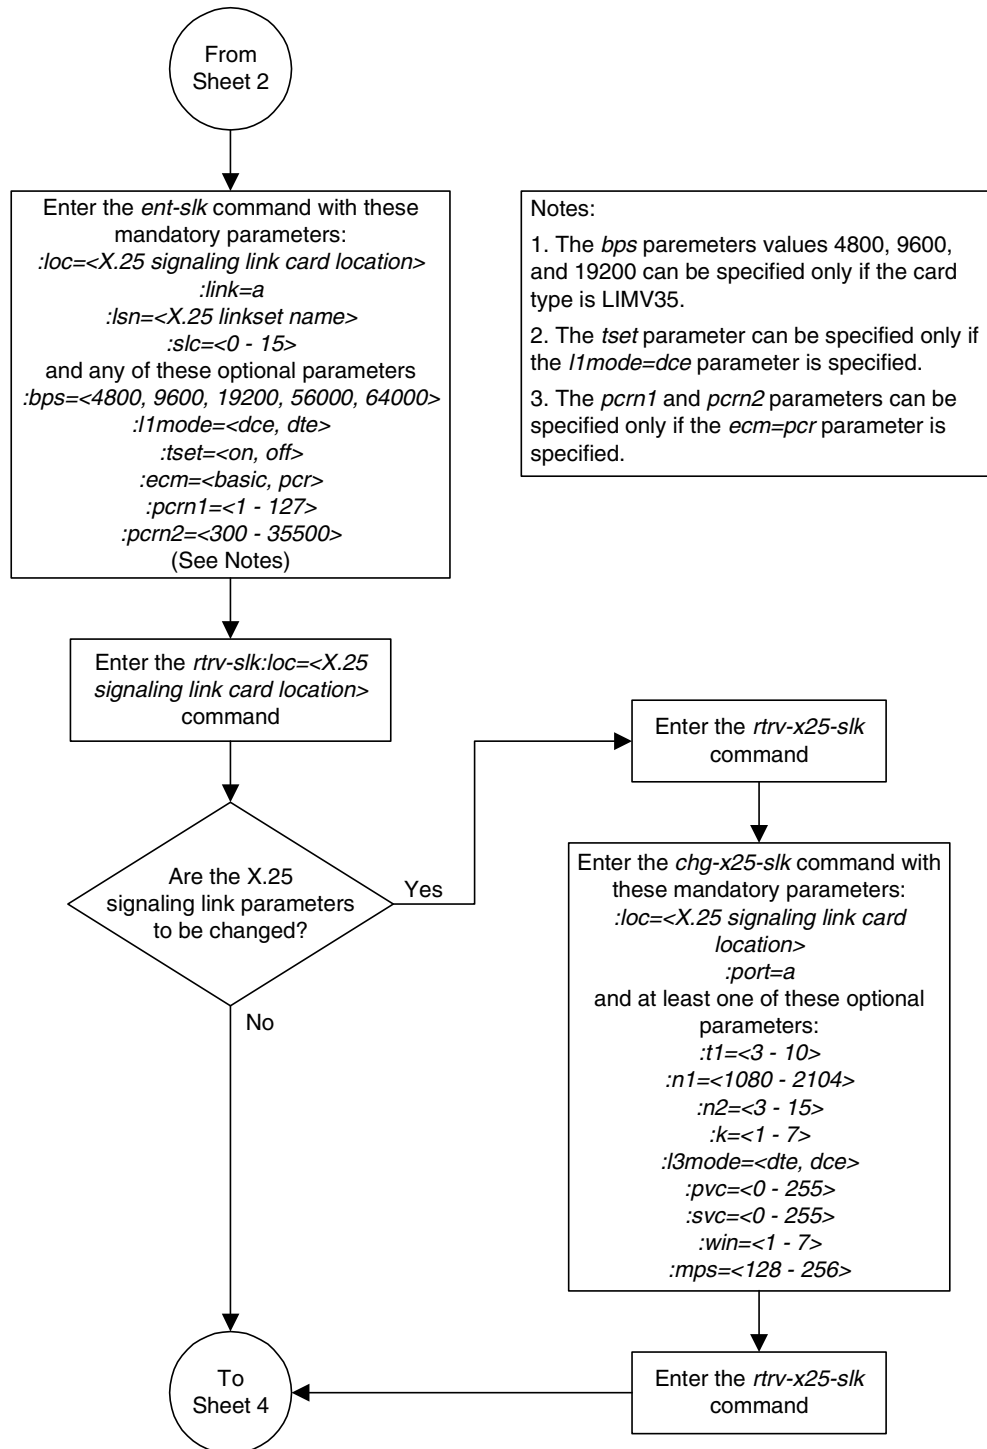 From
Sheet 2
Enter the ent-slk command with these
mandatory parameters:
:loc=<X.25 signaling link card location>
:link=a
:lsn=<X.25 linkset name>
:slc=<0 - 15>
and any of these optional parameters
:bps=<4800, 9600, 19200, 56000, 64000>
:l1mode=<dce, dte>
:tset=<on, off>
:ecm=<basic, pcr>
:pcrn1=<1 - 127>
:pcrn2=<300 - 35500>
(See Notes)
Notes:
1. The bps paremeters values 4800, 9600,
and 19200 can be specified only if the card
type is LIMV35.
2. The tset parameter can be specified only if
the l1mode=dce parameter is specified.
3. The pcrn1 and pcrn2 parameters can be
specified only if the ecm=pcr parameter is
specified.
Enter the rtrv-slk:loc=<X.25
signaling link card location>
command
Are the X.25
signaling link parameters
to be changed?
Yes
No
Enter the rtrv-x25-slk
command
Enter the chg-x25-slk command with
these mandatory parameters:
:loc=<X.25 signaling link card
location>
:port=a
and at least one of these optional
parameters:
:t1=<3 - 10>
:n1=<1080 - 2104>
:n2=<3 - 15>
:k=<1 - 7>
:l3mode=<dte, dce>
:pvc=<0 - 255>
:svc=<0 - 255>
:win=<1 - 7>
:mps=<128 - 256>
Enter the rtrv-x25-slk
command
To
Sheet 4